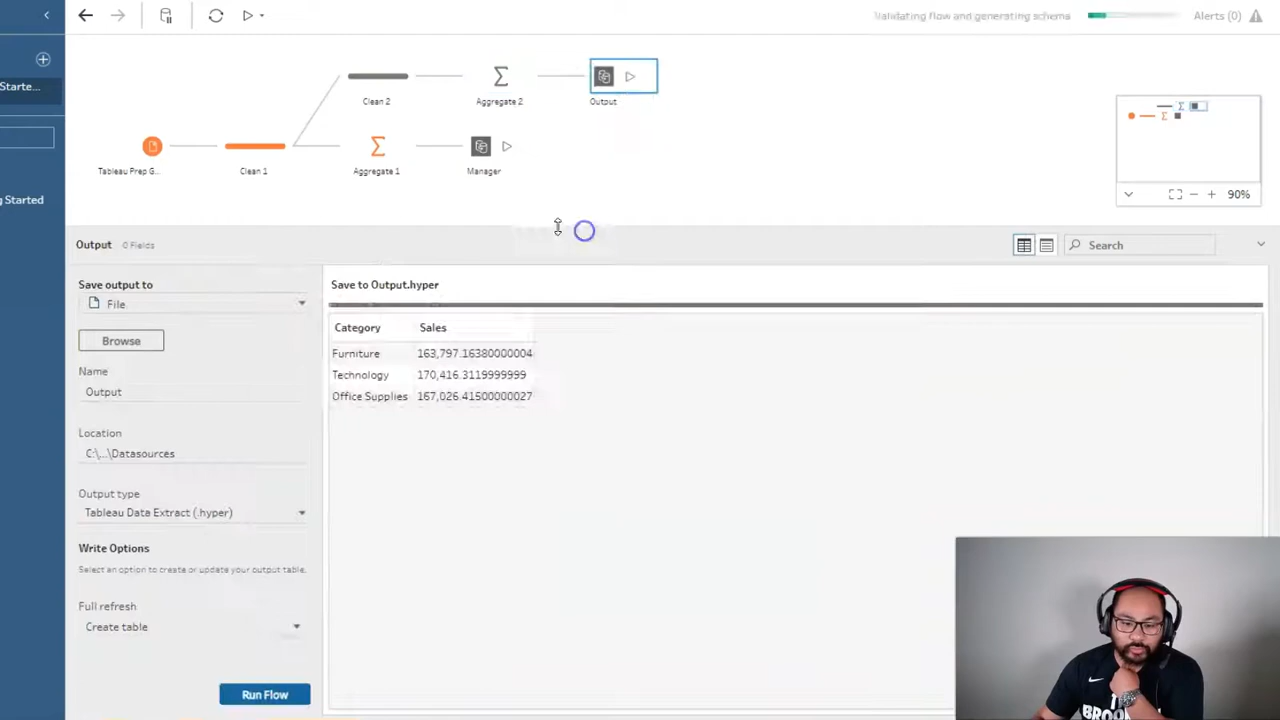 Validating flow and generating schema
Alerts (0)
Starte...
Clean 2
Aggregate 2
Output
Tableau Prep G...
Clean 1
Aggregate 1
Manager
90%
g Started
Output 0 Fields
Search
Save output to
File
Browse
Name
Output
Location
C:\...\Datasources
Output type
Tableau Data Extract (.hyper)
Write Options
Select an option to create or update your output table.
Full refresh
Create table
Run Flow
Save to Output.hyper
Category Sales
Furniture 163,797.16380000004
Technology 170,416.3119999999
Office Supplies 167,026.41500000027
BROO